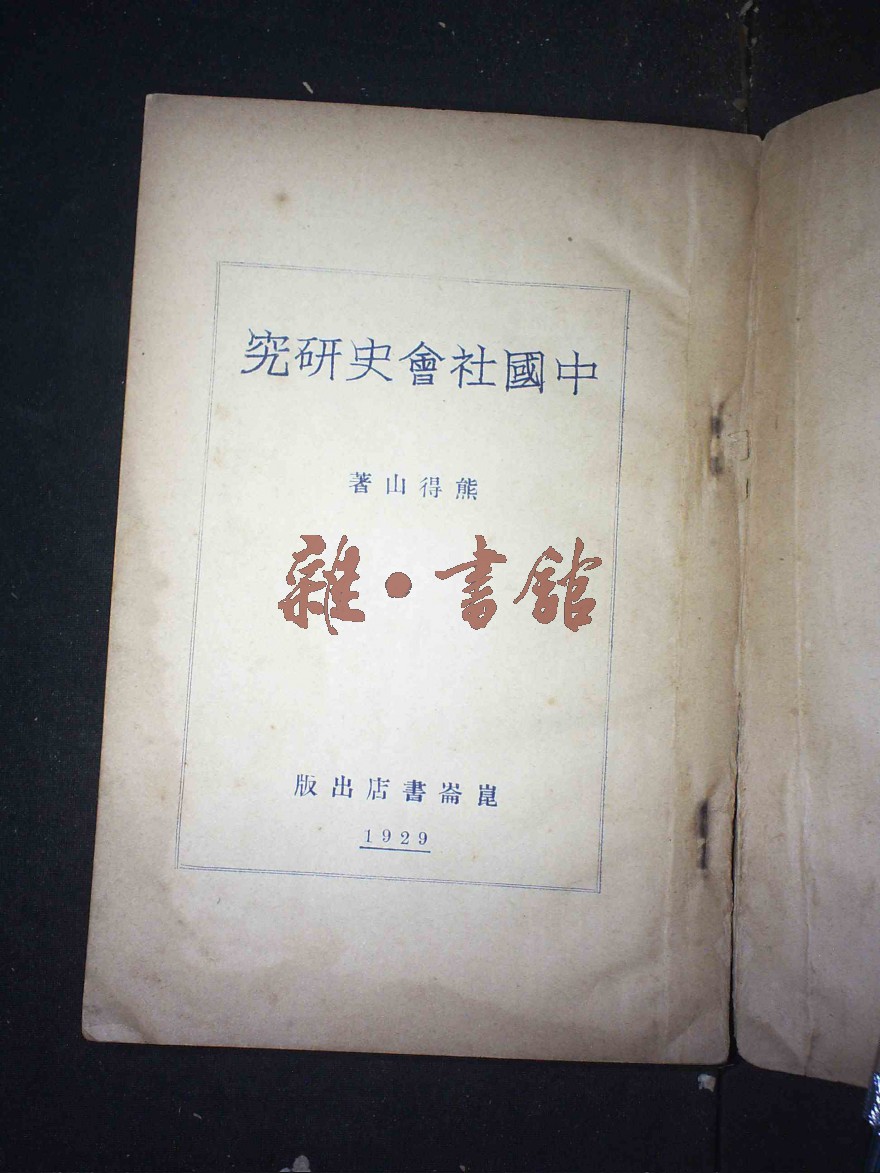 中國社會史研究
熊得山著
雜·書館
崑崙書店出版
1929